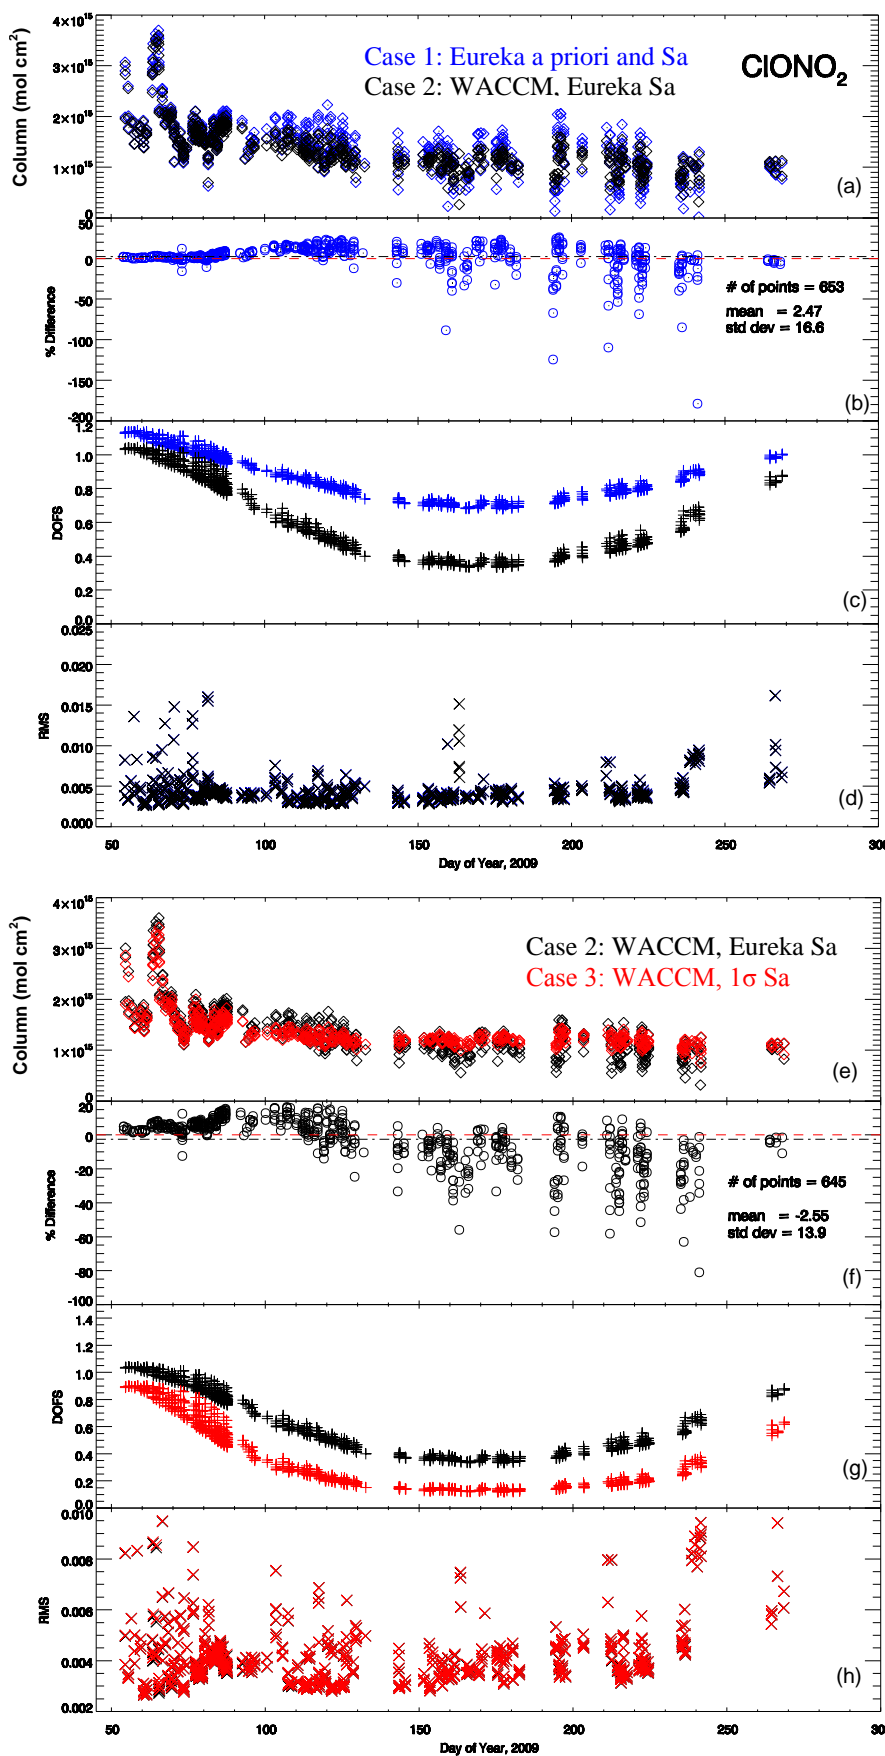 4×10¹⁵
3×10¹⁵
2×10¹⁵
1×10¹⁵
0
Column (mol cm²)
Case 1: Eureka a priori and Sa
Case 2: WACCM, Eureka Sa
ClONO₂
(a)
50
0
-50
-100
-150
-200
% Difference
# of points = 653
mean = 2.47
std dev = 16.6
(b)
1.2
1.0
0.8
0.6
0.4
0.2
0.0
DOFS
(c)
0.025
0.020
0.015
0.010
0.005
0.000
RMS
(d)
50
100
150
200
250
300
Day of Year, 2009
4×10¹⁵
3×10¹⁵
2×10¹⁵
1×10¹⁵
0
Column (mol cm²)
Case 2: WACCM, Eureka Sa
Case 3: WACCM, 1σ Sa
(e)
20
0
-20
-40
-60
-80
-100
% Difference
# of points = 645
mean = -2.55
std dev = 13.9
(f)
1.4
1.2
1.0
0.8
0.6
0.4
0.2
0.0
DOFS
(g)
0.010
0.008
0.006
0.004
0.002
RMS
(h)
50
100
150
200
250
300
Day of Year, 2009